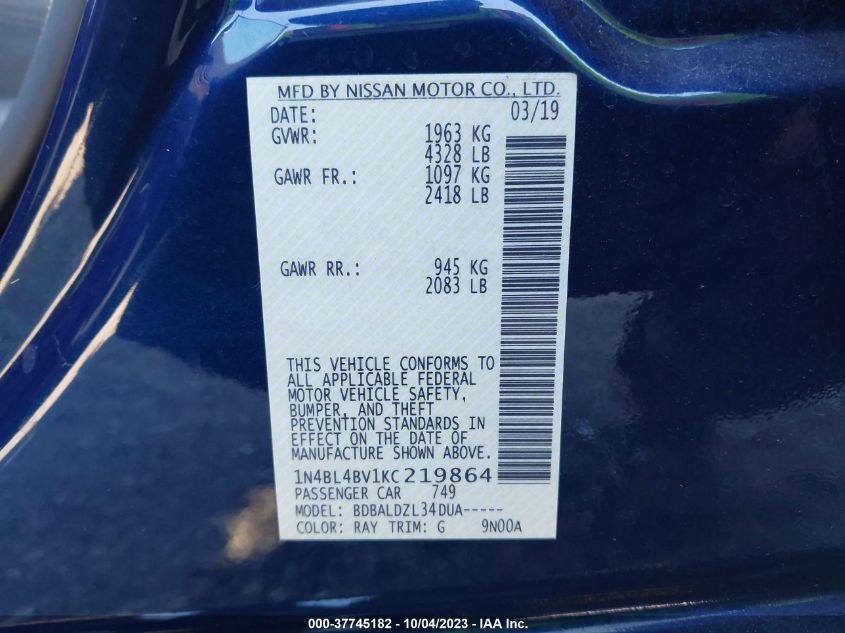 MFD BY NISSAN MOTOR CO., LTD.
DATE: 03/19
GVWR: 1963 KG
4328 LB
GAWR FR.: 1097 KG
2418 LB
GAWR RR.: 945 KG
2083 LB
THIS VEHICLE CONFORMS TO
ALL APPLICABLE FEDERAL
MOTOR VEHICLE SAFETY,
BUMPER, AND THEFT
PREVENTION STANDARDS IN
EFFECT ON THE DATE OF
MANUFACTURE SHOWN ABOVE.
1N4BL4BV1KC219864
PASSENGER CAR 749
MODEL: BDBALDZL34DUA-----
COLOR: RAY TRIM: G 9N00A
000-37745182 - 10/04/2023 - IAA Inc.